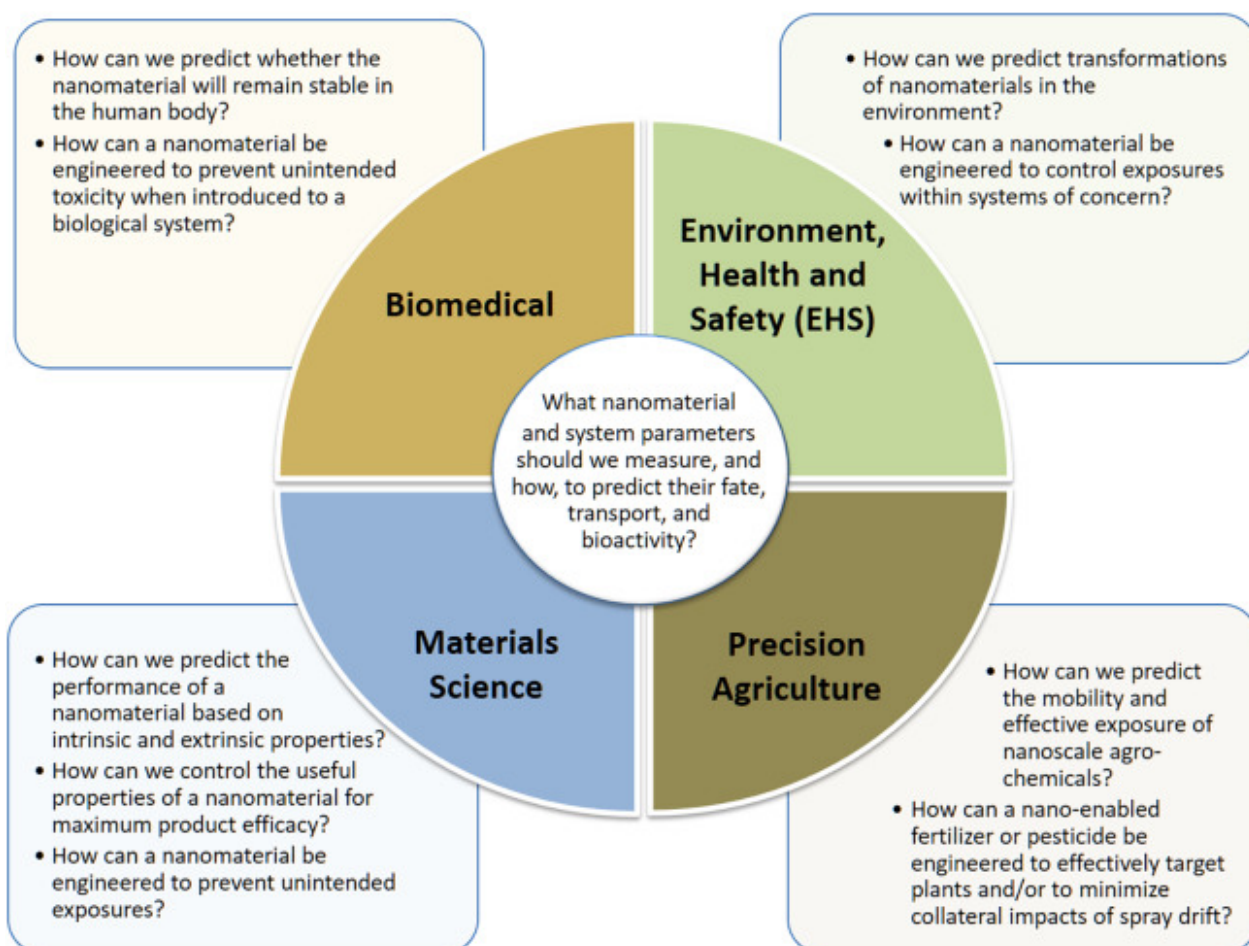 • How can we predict whether the
nanomaterial will remain stable in
the human body?
• How can a nanomaterial be
engineered to prevent unintended
toxicity when introduced to a
biological system?
• How can we predict transformations
of nanomaterials in the
environment?
• How can a nanomaterial be
engineered to control exposures
within systems of concern?
Biomedical
Environment,
Health and
Safety (EHS)
What nanomaterial
and system parameters
should we measure, and
how, to predict their fate,
transport, and
bioactivity?
Materials
Science
Precision
Agriculture
• How can we predict the
performance of a
nanomaterial based on
intrinsic and extrinsic properties?
• How can we control the useful
properties of a nanomaterial for
maximum product efficacy?
• How can a nanomaterial be
engineered to prevent unintended
exposures?
• How can we predict
the mobility and
effective exposure of
nanoscale agro-
chemicals?
• How can a nano-enabled
fertilizer or pesticide be
engineered to effectively target
plants and/or to minimize
collateral impacts of spray drift?